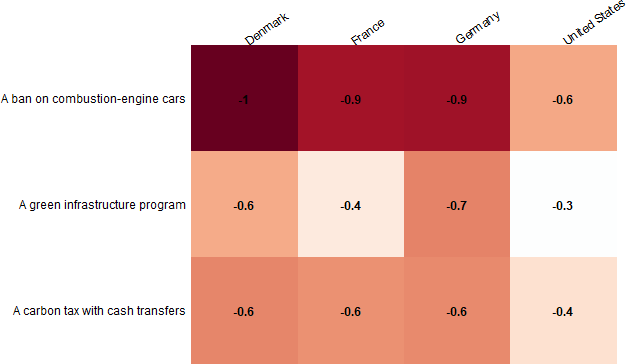 Denmark France Germany United States
A ban on combustion-engine cars -1 -0.9 -0.9 -0.6
A green infrastructure program -0.6 -0.4 -0.7 -0.3
A carbon tax with cash transfers -0.6 -0.6 -0.6 -0.4